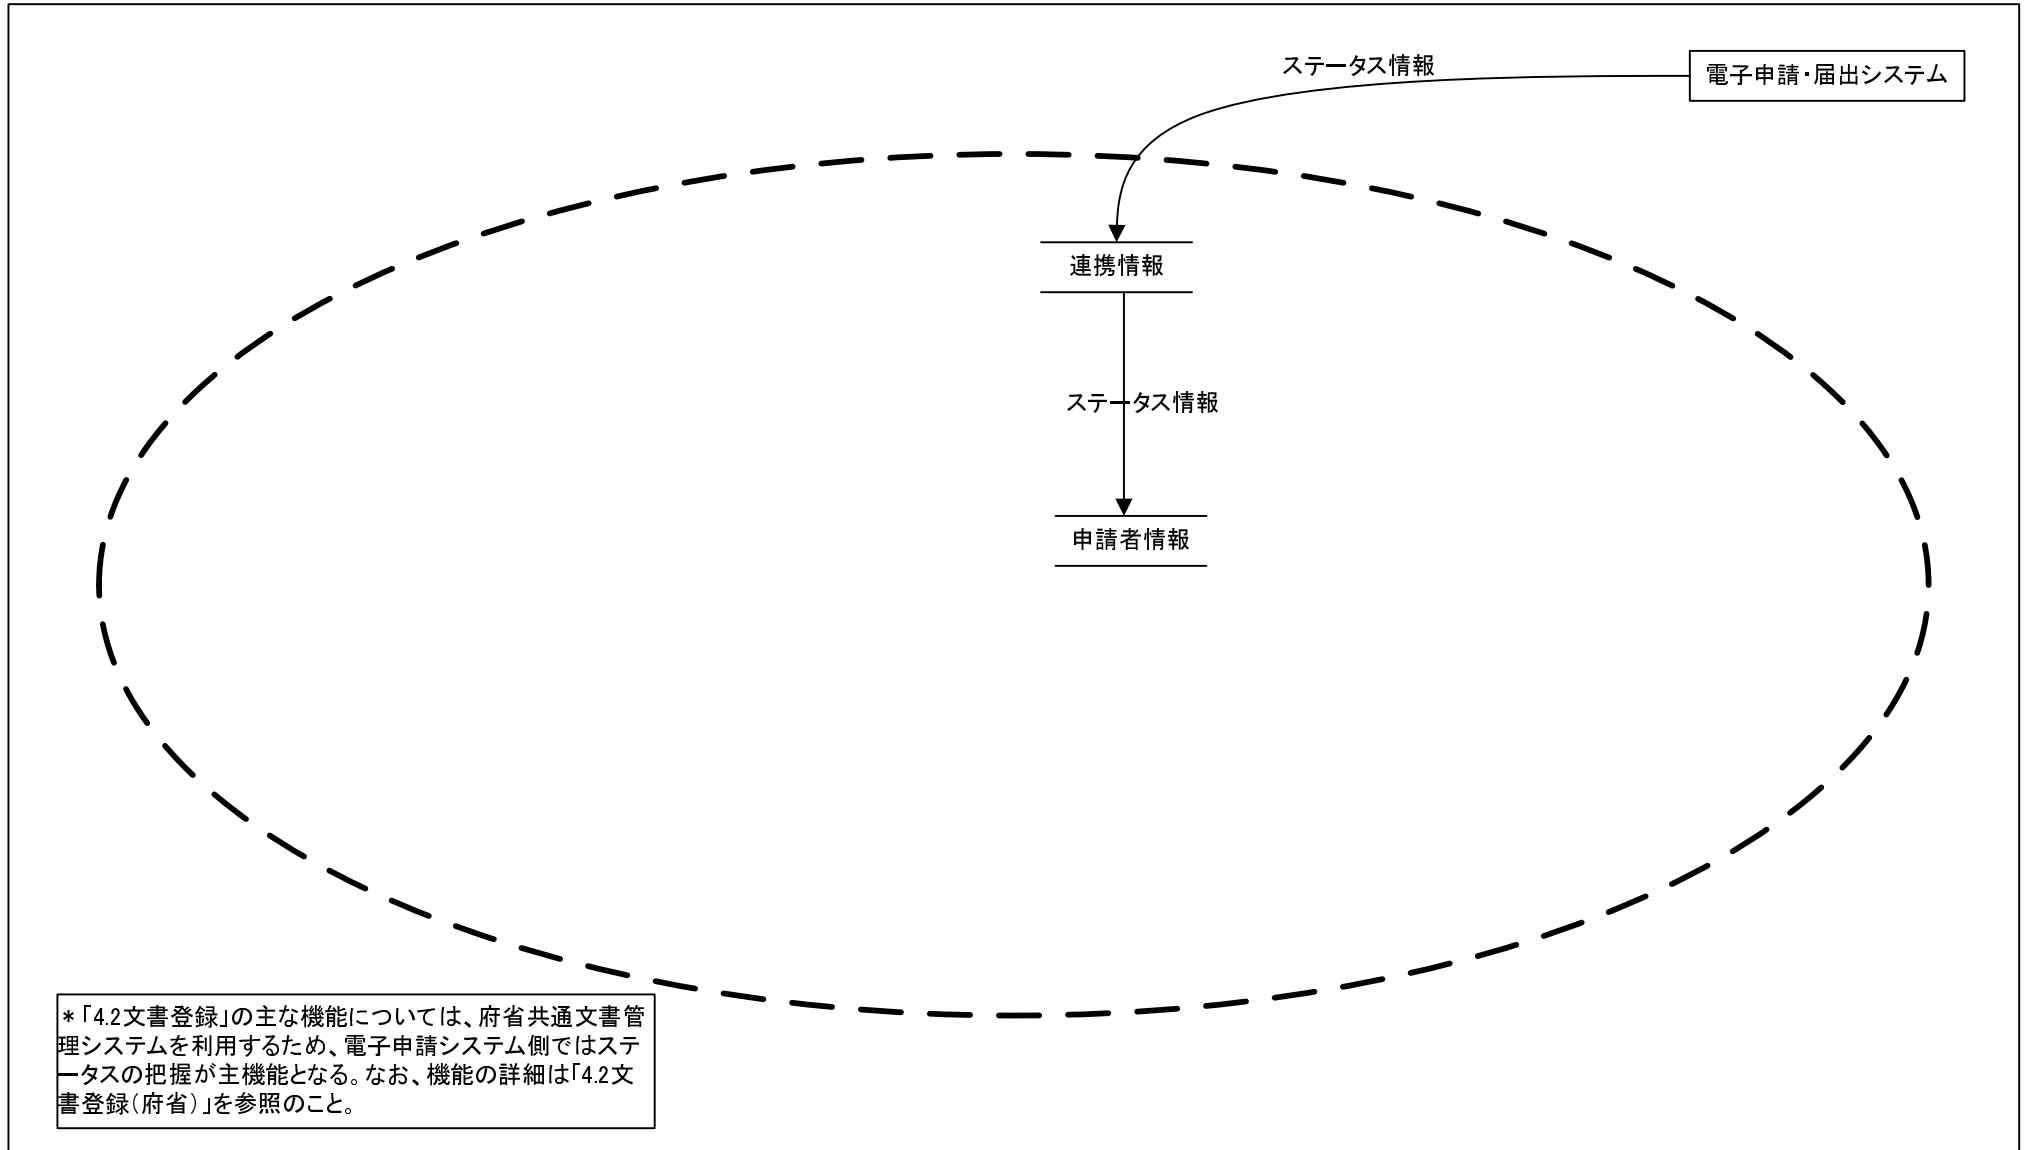 ステータス情報
電子申請・届出システム
連携情報
ステータス情報
申請者情報
＊「4.2文書登録」の主な機能については、府省共通文書管
理システムを利用するため、電子申請システム側ではステ
ータスの把握が主機能となる。なお、機能の詳細は「4.2文
書登録（府省）」を参照のこと。